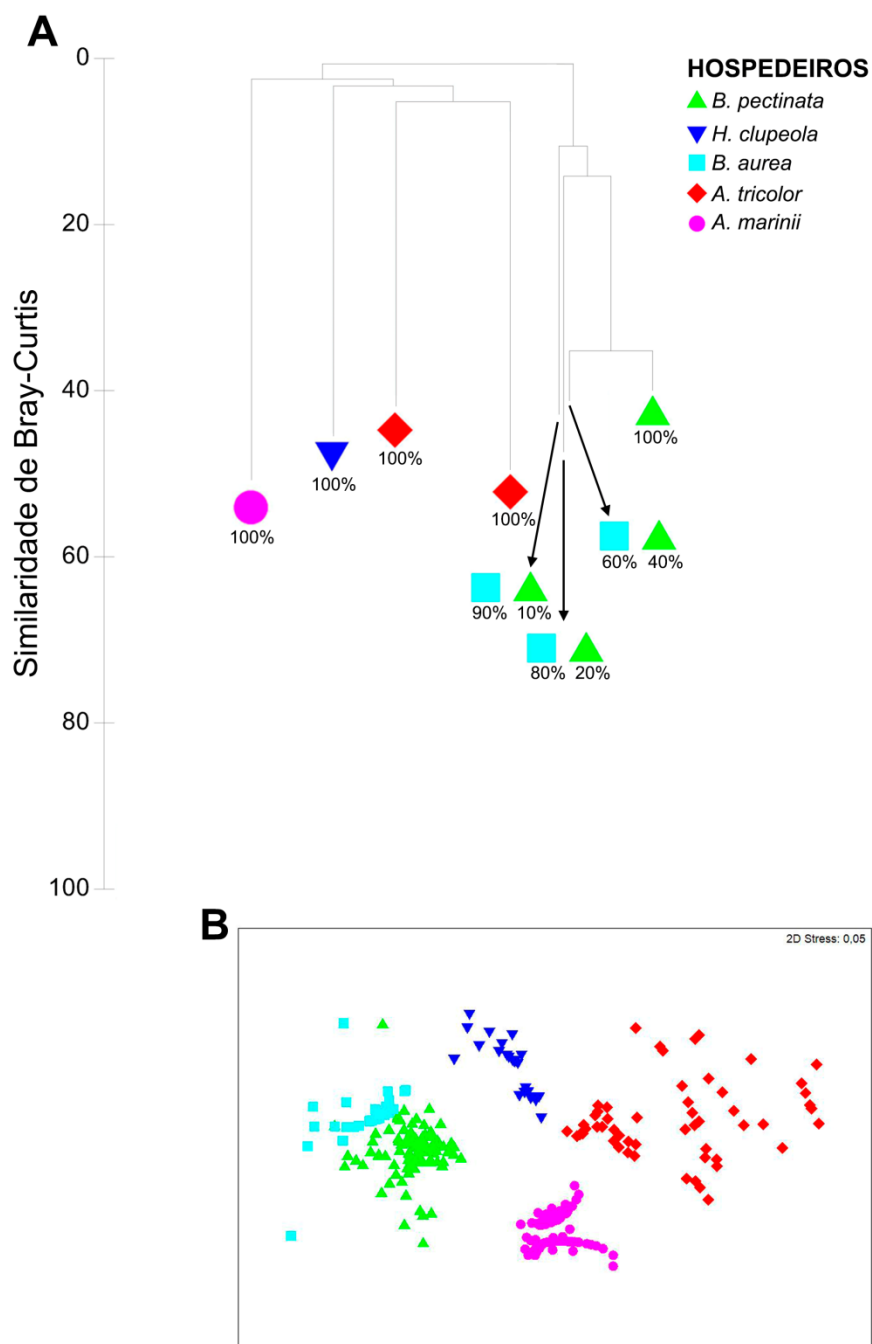 A
HOSPEDEIROS
B. pectinata
H. clupeola
B. aurea
A. tricolor
A. marinii
Similaridade de Bray-Curtis
0
20
40
60
80
100
100%
100%
100%
100%
100%
60% 40%
90% 10%
80% 20%
B
2D Stress: 0,05